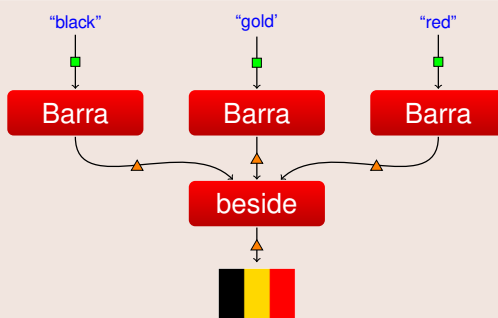 “black” “gold’ “red”
Barra Barra Barra
beside